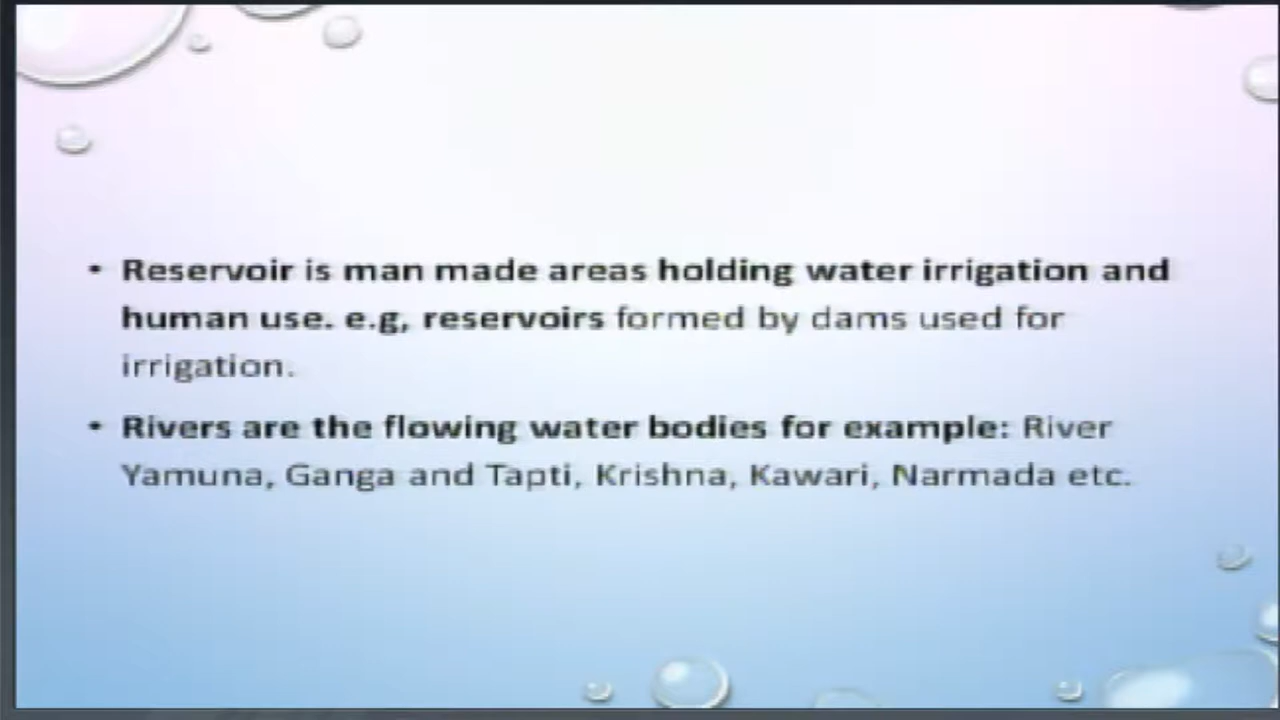 • Reservoir is man made areas holding water irrigation and
human use. e.g, reservoirs formed by dams used for
irrigation.
• Rivers are the flowing water bodies for example: River
Yamuna, Ganga and Tapti, Krishna, Kawari, Narmada etc.